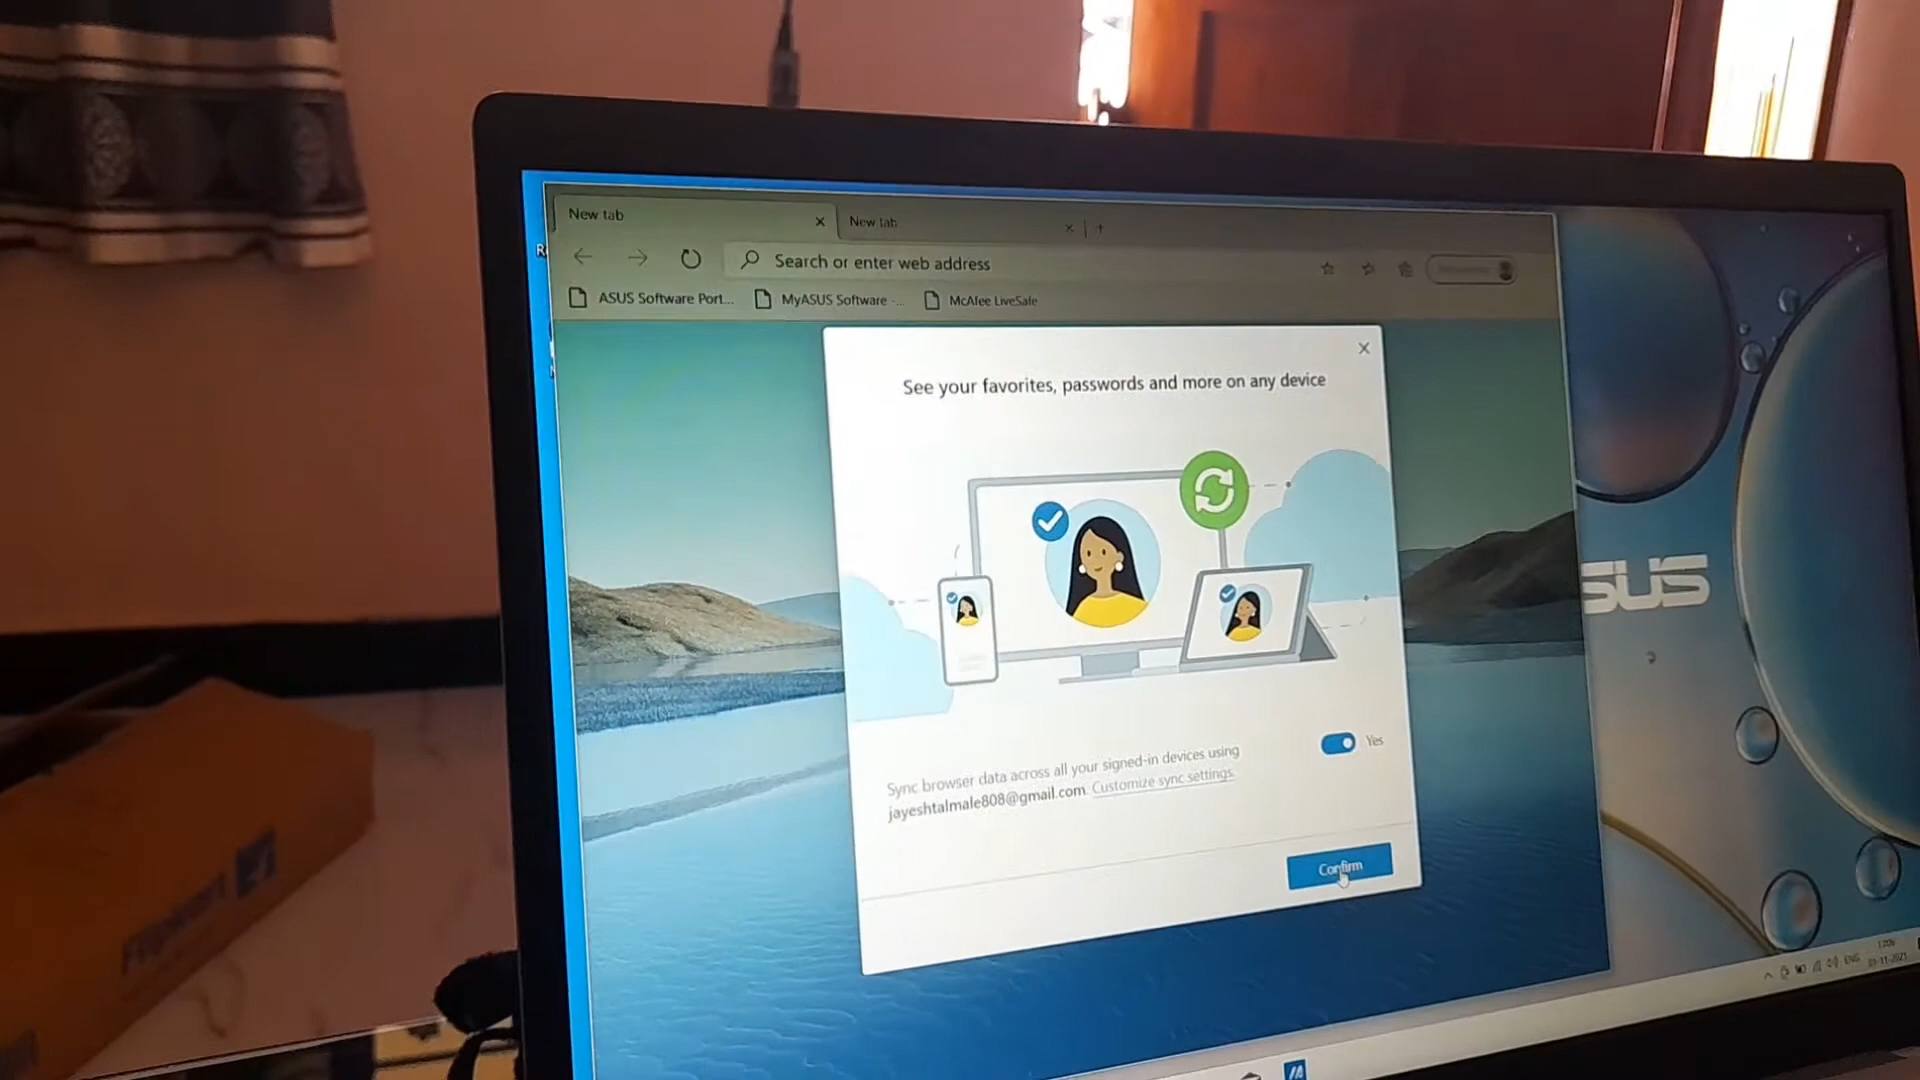 New tab
New tab
Search or enter web address
ASUS Software Port...
MyASUS Software -...
McAfee LiveSafe
See your favorites, passwords and more on any device
Sync browser data across all your signed-in devices using
jayeshtalmale808@gmail.com. Customize sync settings.
Yes
Confirm
SUS
ENG
Flipkart